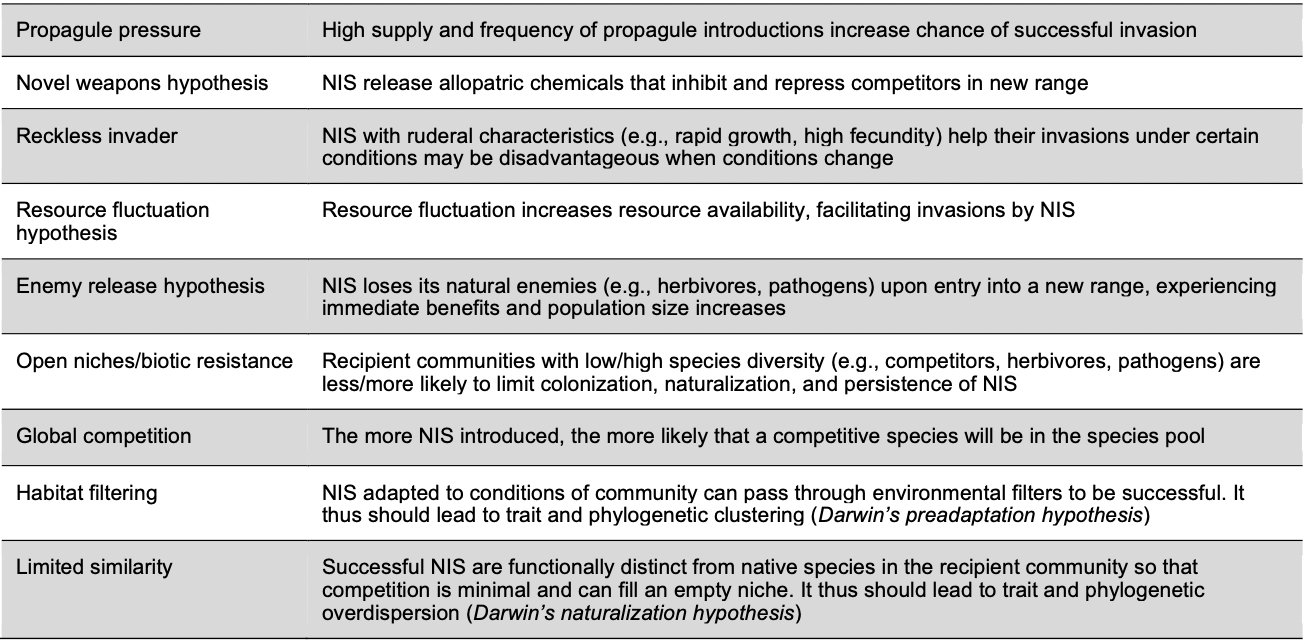 Propagule pressure High supply and frequency of propagule introductions increase chance of successful invasion
Novel weapons hypothesis NIS release allopatric chemicals that inhibit and repress competitors in new range
Reckless invader NIS with ruderal characteristics (e.g., rapid growth, high fecundity) help their invasions under certain
conditions may be disadvantageous when conditions change
Resource fluctuation
hypothesis
Resource fluctuation increases resource availability, facilitating invasions by NIS
Enemy release hypothesis NIS loses its natural enemies (e.g., herbivores, pathogens) upon entry into a new range, experiencing
immediate benefits and population size increases
Open niches/biotic resistance Recipient communities with low/high species diversity (e.g., competitors, herbivores, pathogens) are
less/more likely to limit colonization, naturalization, and persistence of NIS
Global competition The more NIS introduced, the more likely that a competitive species will be in the species pool
Habitat filtering NIS adapted to conditions of community can pass through environmental filters to be successful. It
thus should lead to trait and phylogenetic clustering (Darwin's preadaptation hypothesis)
Limited similarity Successful NIS are functionally distinct from native species in the recipient community so that
competition is minimal and can fill an empty niche. It thus should lead to trait and phylogenetic
overdispersion (Darwin's naturalization hypothesis)